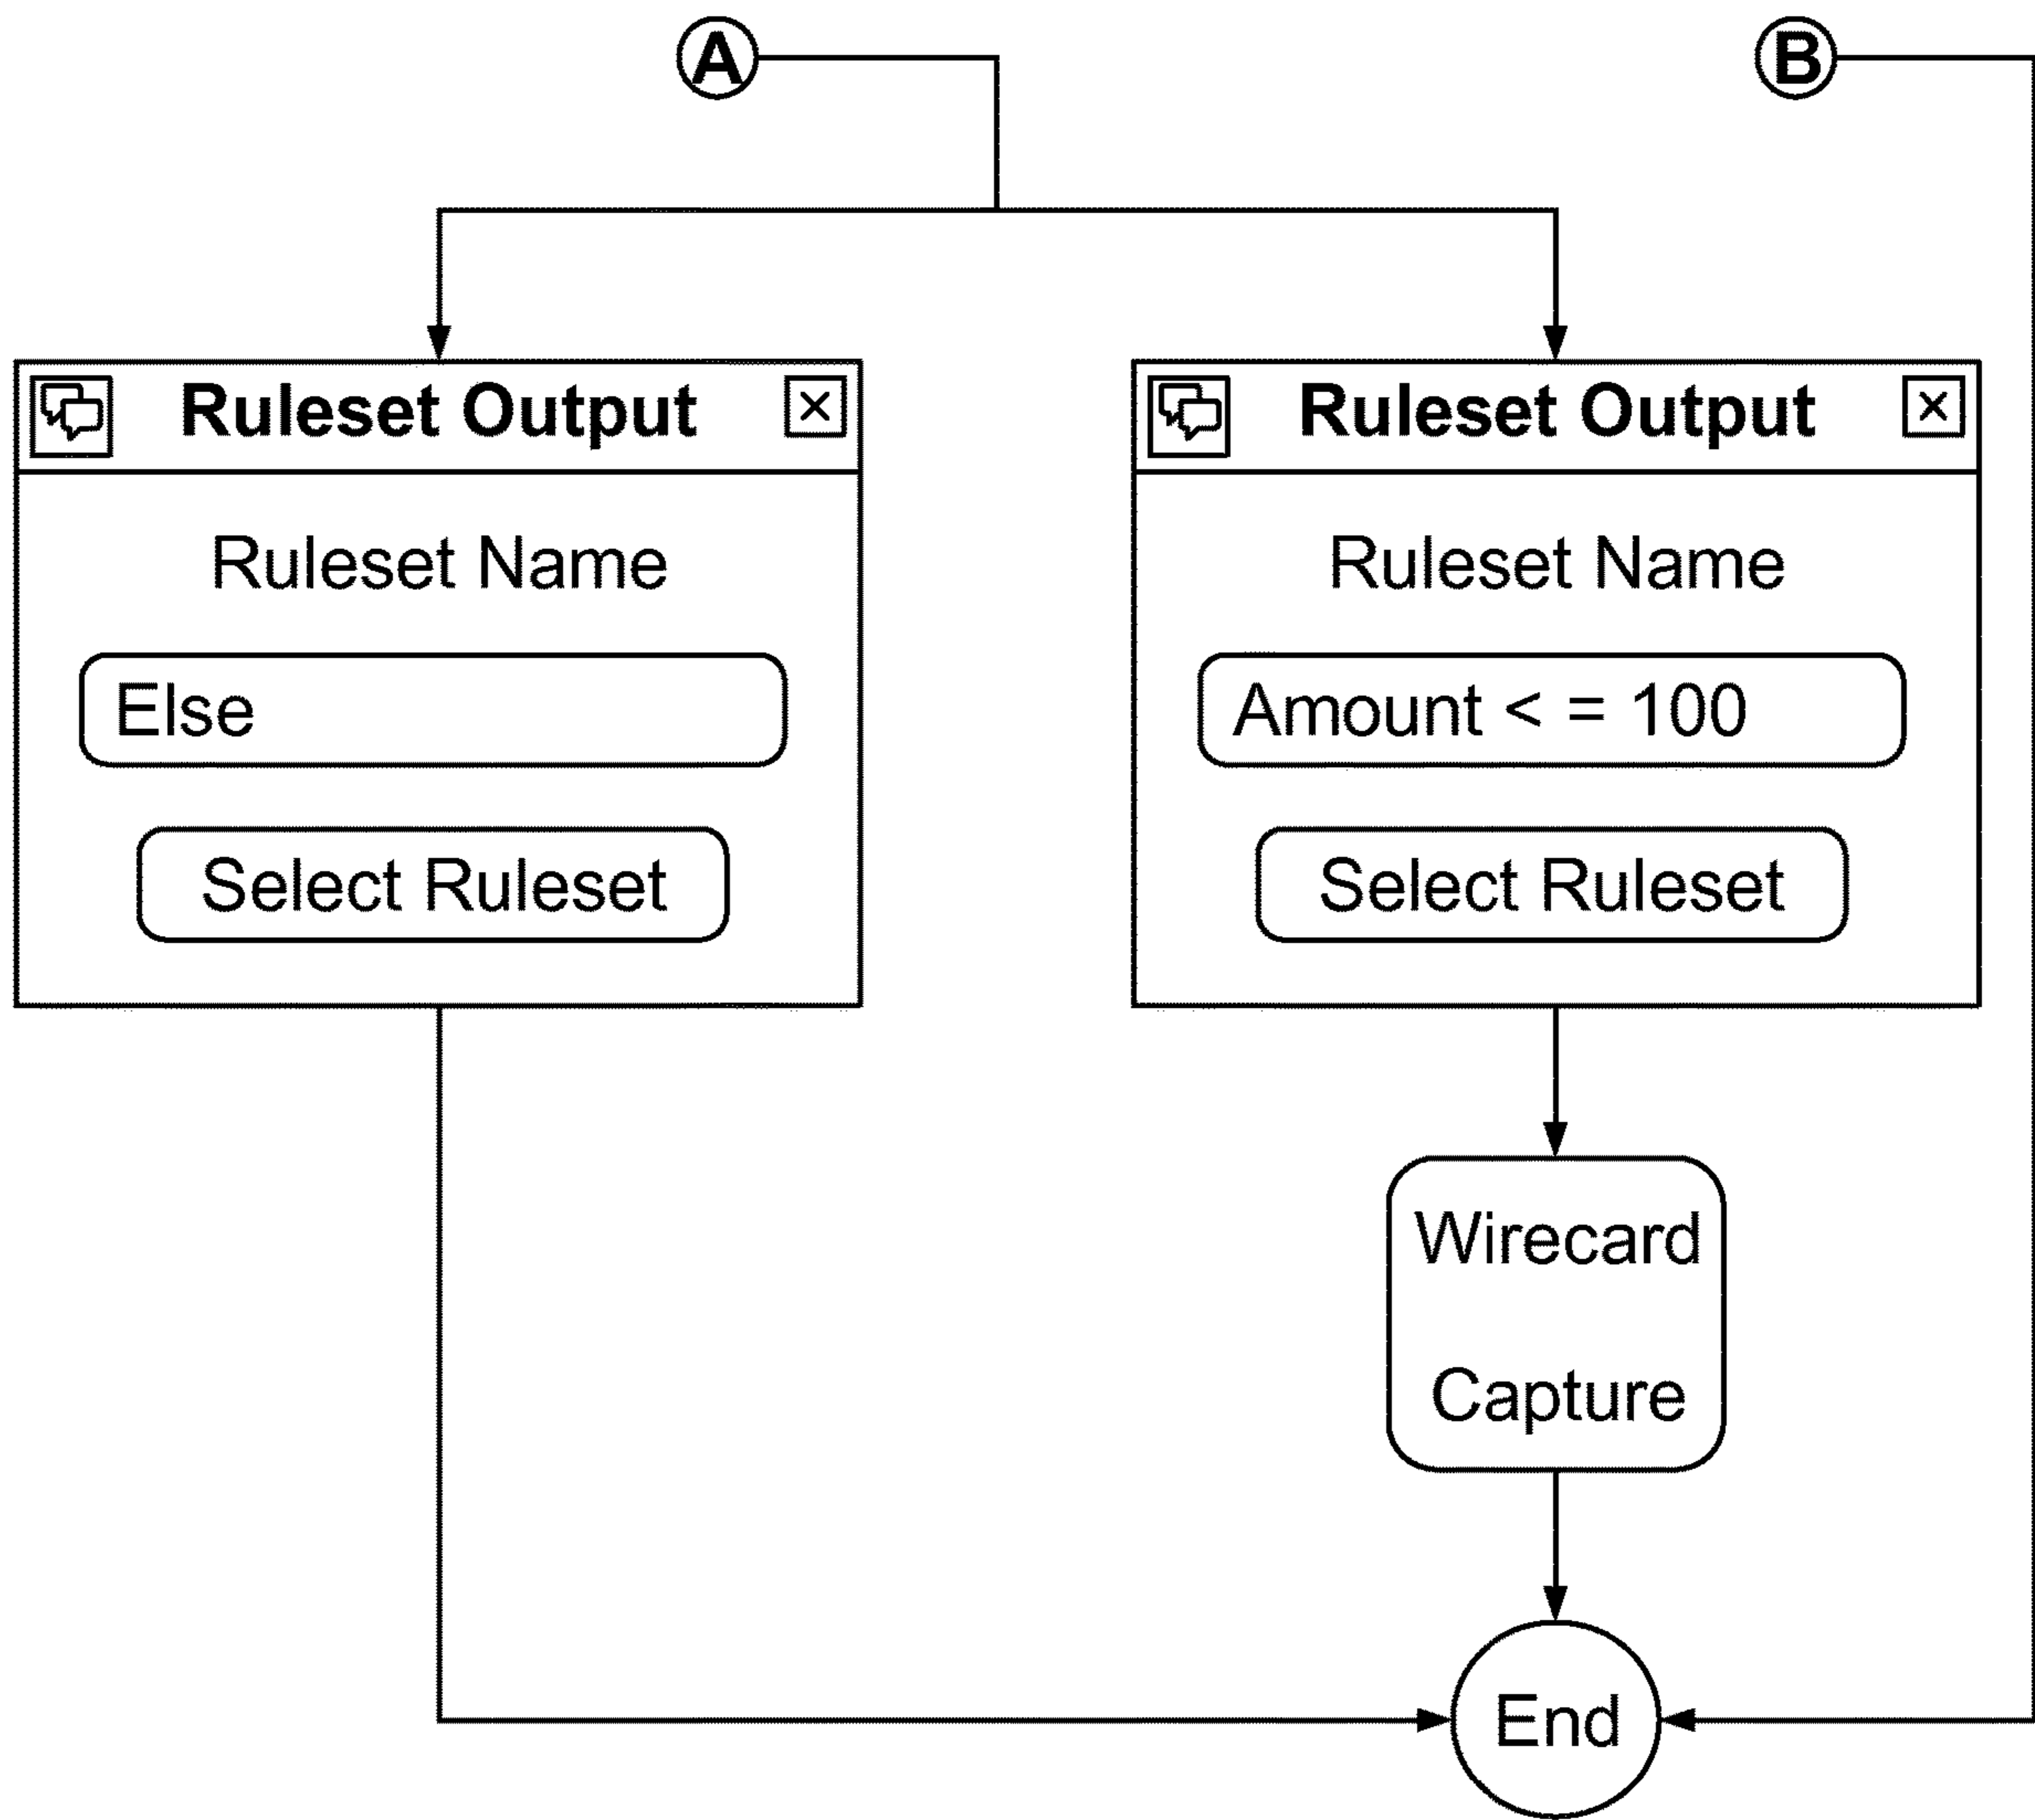 A
B
Ruleset Output
Ruleset Name
Else
Select Ruleset
Ruleset Output
Ruleset Name
Amount < = 100
Select Ruleset
Wirecard
Capture
End